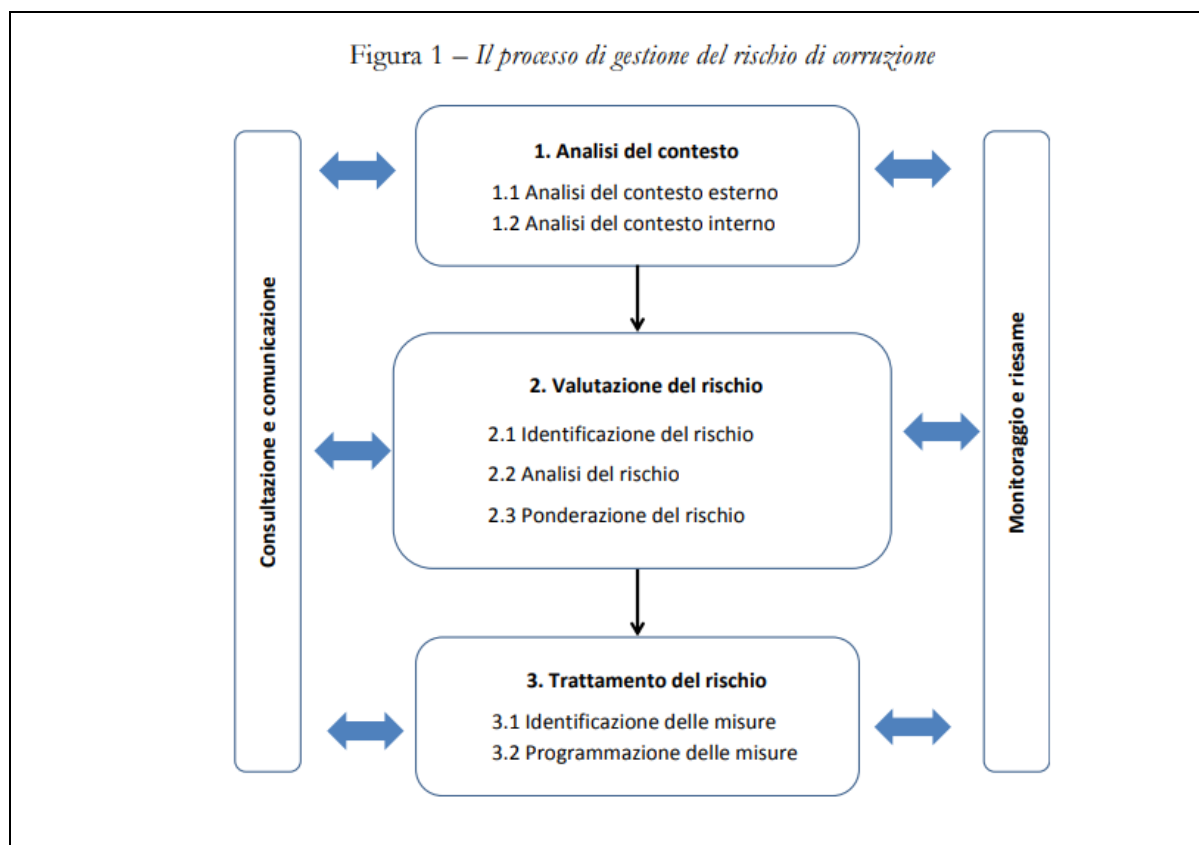 Figura 1 – Il processo di gestione del rischio di corruzione
Consultazione e comunicazione
1. Analisi del contesto
1.1 Analisi del contesto esterno
1.2 Analisi del contesto interno
2. Valutazione del rischio
2.1 Identificazione del rischio
2.2 Analisi del rischio
2.3 Ponderazione del rischio
3. Trattamento del rischio
3.1 Identificazione delle misure
3.2 Programmazione delle misure
Monitoraggio e riesame